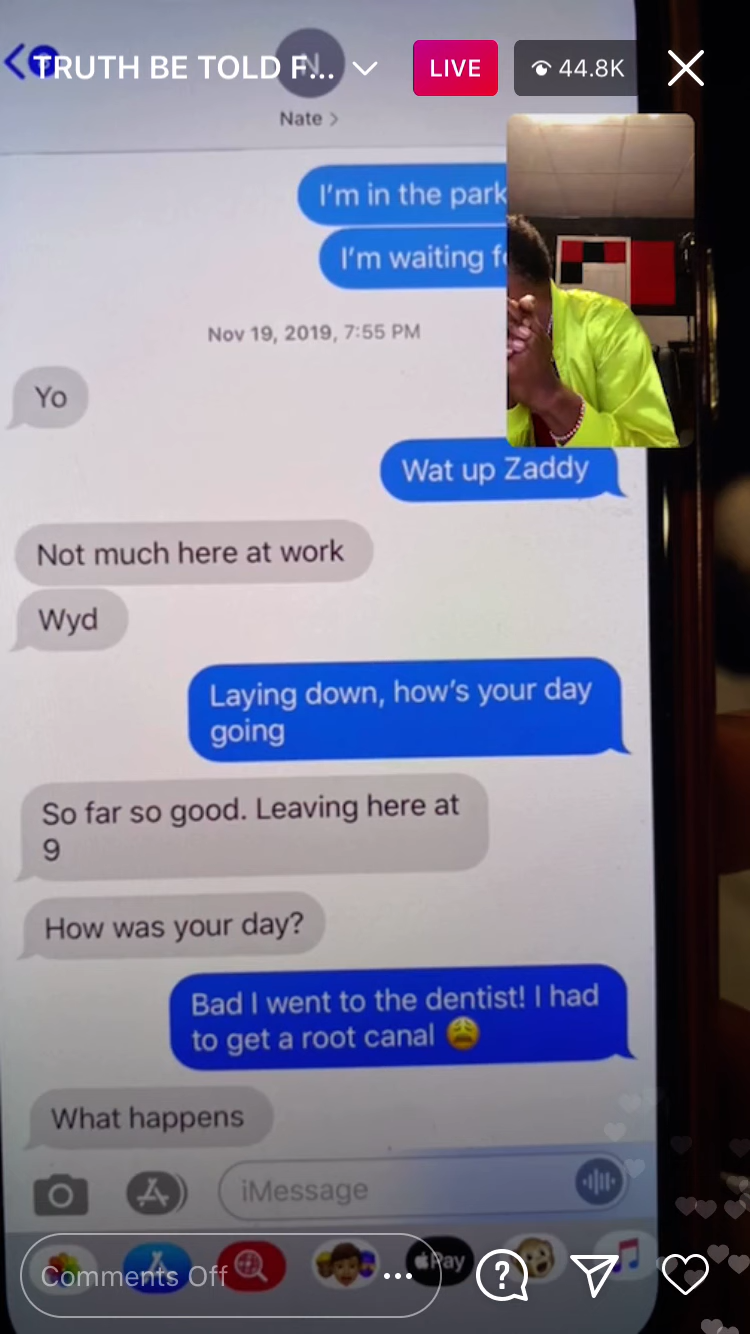 TRUTH BE TOLD F...
LIVE
44.8K
Nate >
I'm in the park
I'm waiting
Nov 19, 2019, 7:55 PM
Yo
Wat up Zaddy
Not much here at work
Wyd
Laying down, how's your day
going
So far so good. Leaving here at
9
How was your day?
Bad I went to the dentist! I had
to get a root canal 😩
What happens
iMessage
Comments Off
Pay